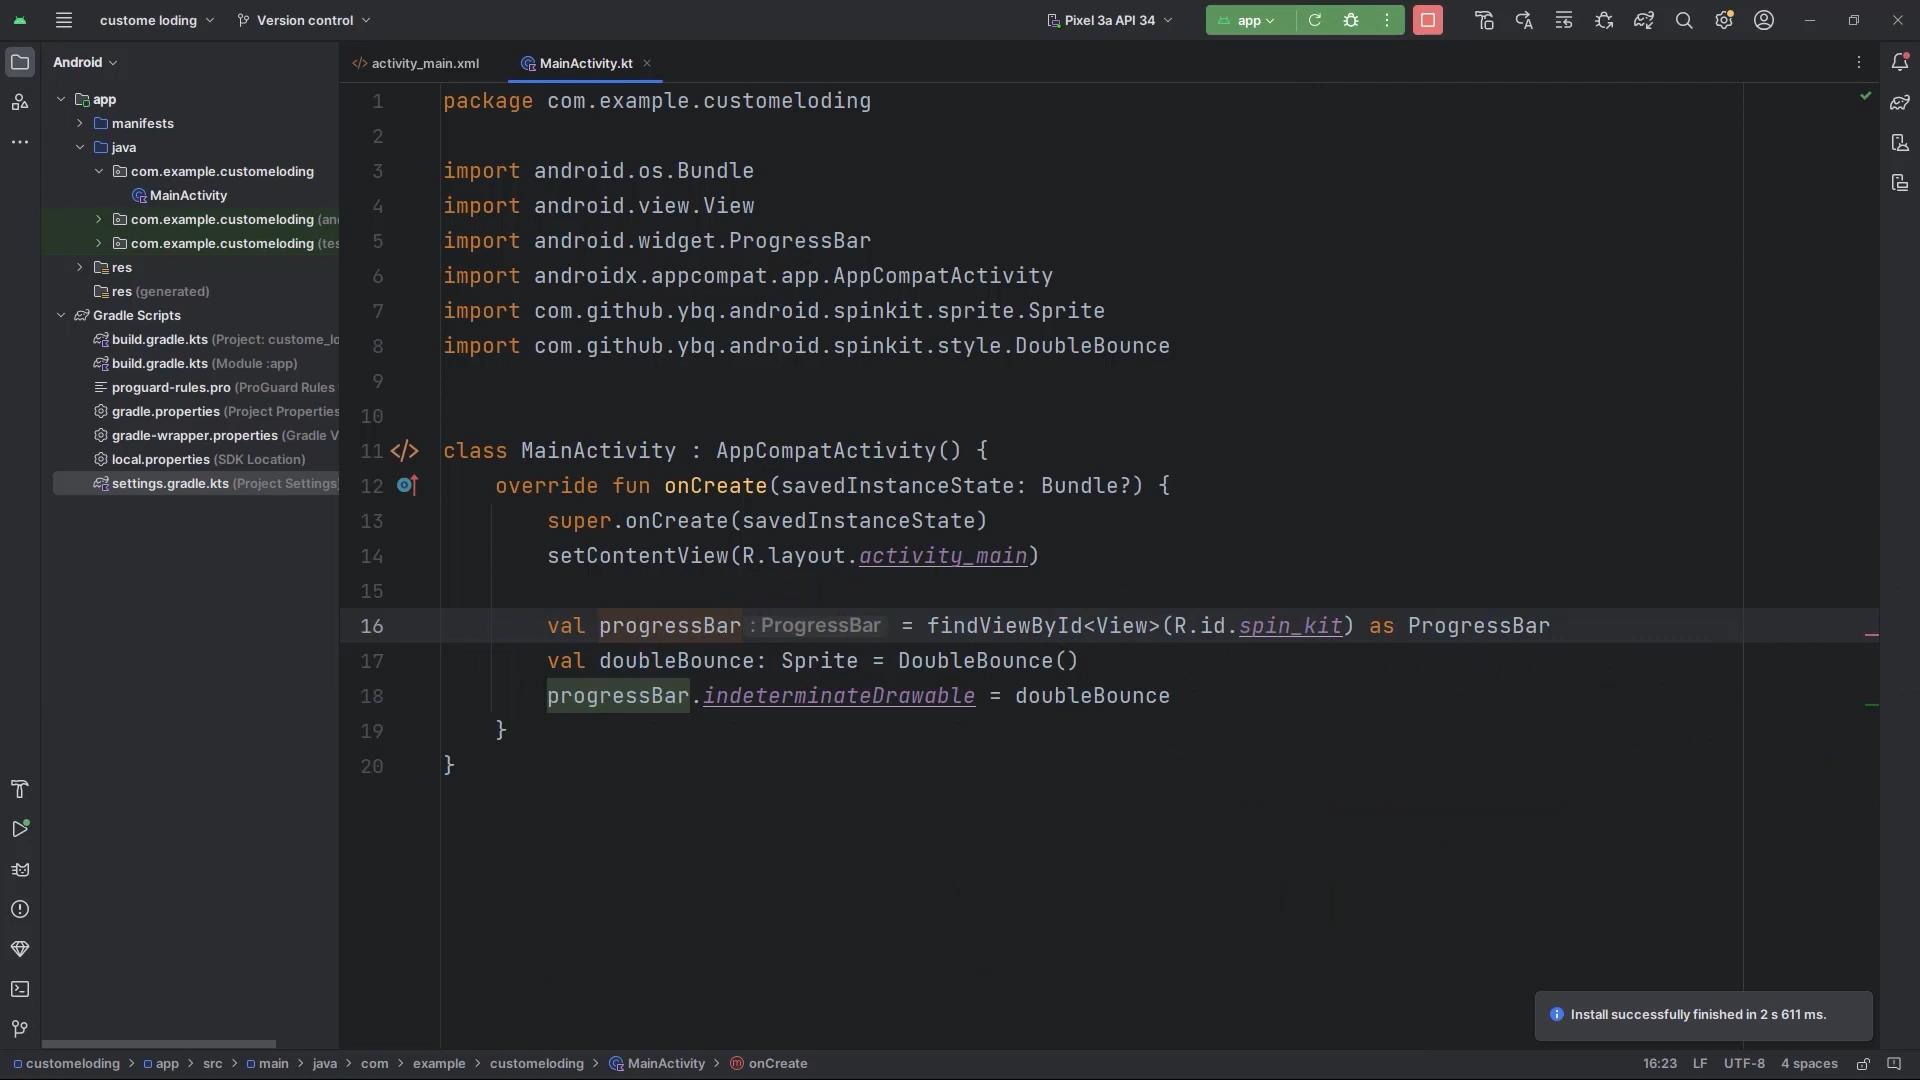 custome loding
Version control
Pixel 3a API 34
app
Android
activity_main.xml
MainActivity.kt
app
manifests
java
com.example.customeloding
MainActivity
com.example.customeloding (and
com.example.customeloding (tes
res
res (generated)
Gradle Scripts
build.gradle.kts (Project: custome_lo
build.gradle.kts (Module :app)
proguard-rules.pro (ProGuard Rules
gradle.properties (Project Properties
gradle-wrapper.properties (Gradle V
local.properties (SDK Location)
settings.gradle.kts (Project Settings
1 package com.example.customeloding
2
3 import android.os.Bundle
4 import android.view.View
5 import android.widget.ProgressBar
6 import androidx.appcompat.app.AppCompatActivity
7 import com.github.ybq.android.spinkit.sprite.Sprite
8 import com.github.ybq.android.spinkit.style.DoubleBounce
9
10
11 class MainActivity : AppCompatActivity() {
12 override fun onCreate(savedInstanceState: Bundle?) {
13 super.onCreate(savedInstanceState)
14 setContentView(R.layout.activity_main)
15
16 val progressBar : ProgressBar = findViewById<View>(R.id.spin_kit) as ProgressBar
17 val doubleBounce: Sprite = DoubleBounce()
18 progressBar.indeterminateDrawable = doubleBounce
19 }
20 }
Install successfully finished in 2 s 611 ms.
customeloding > app > src > main > java > com > example > customeloding > MainActivity > onCreate
16:23 LF UTF-8 4 spaces